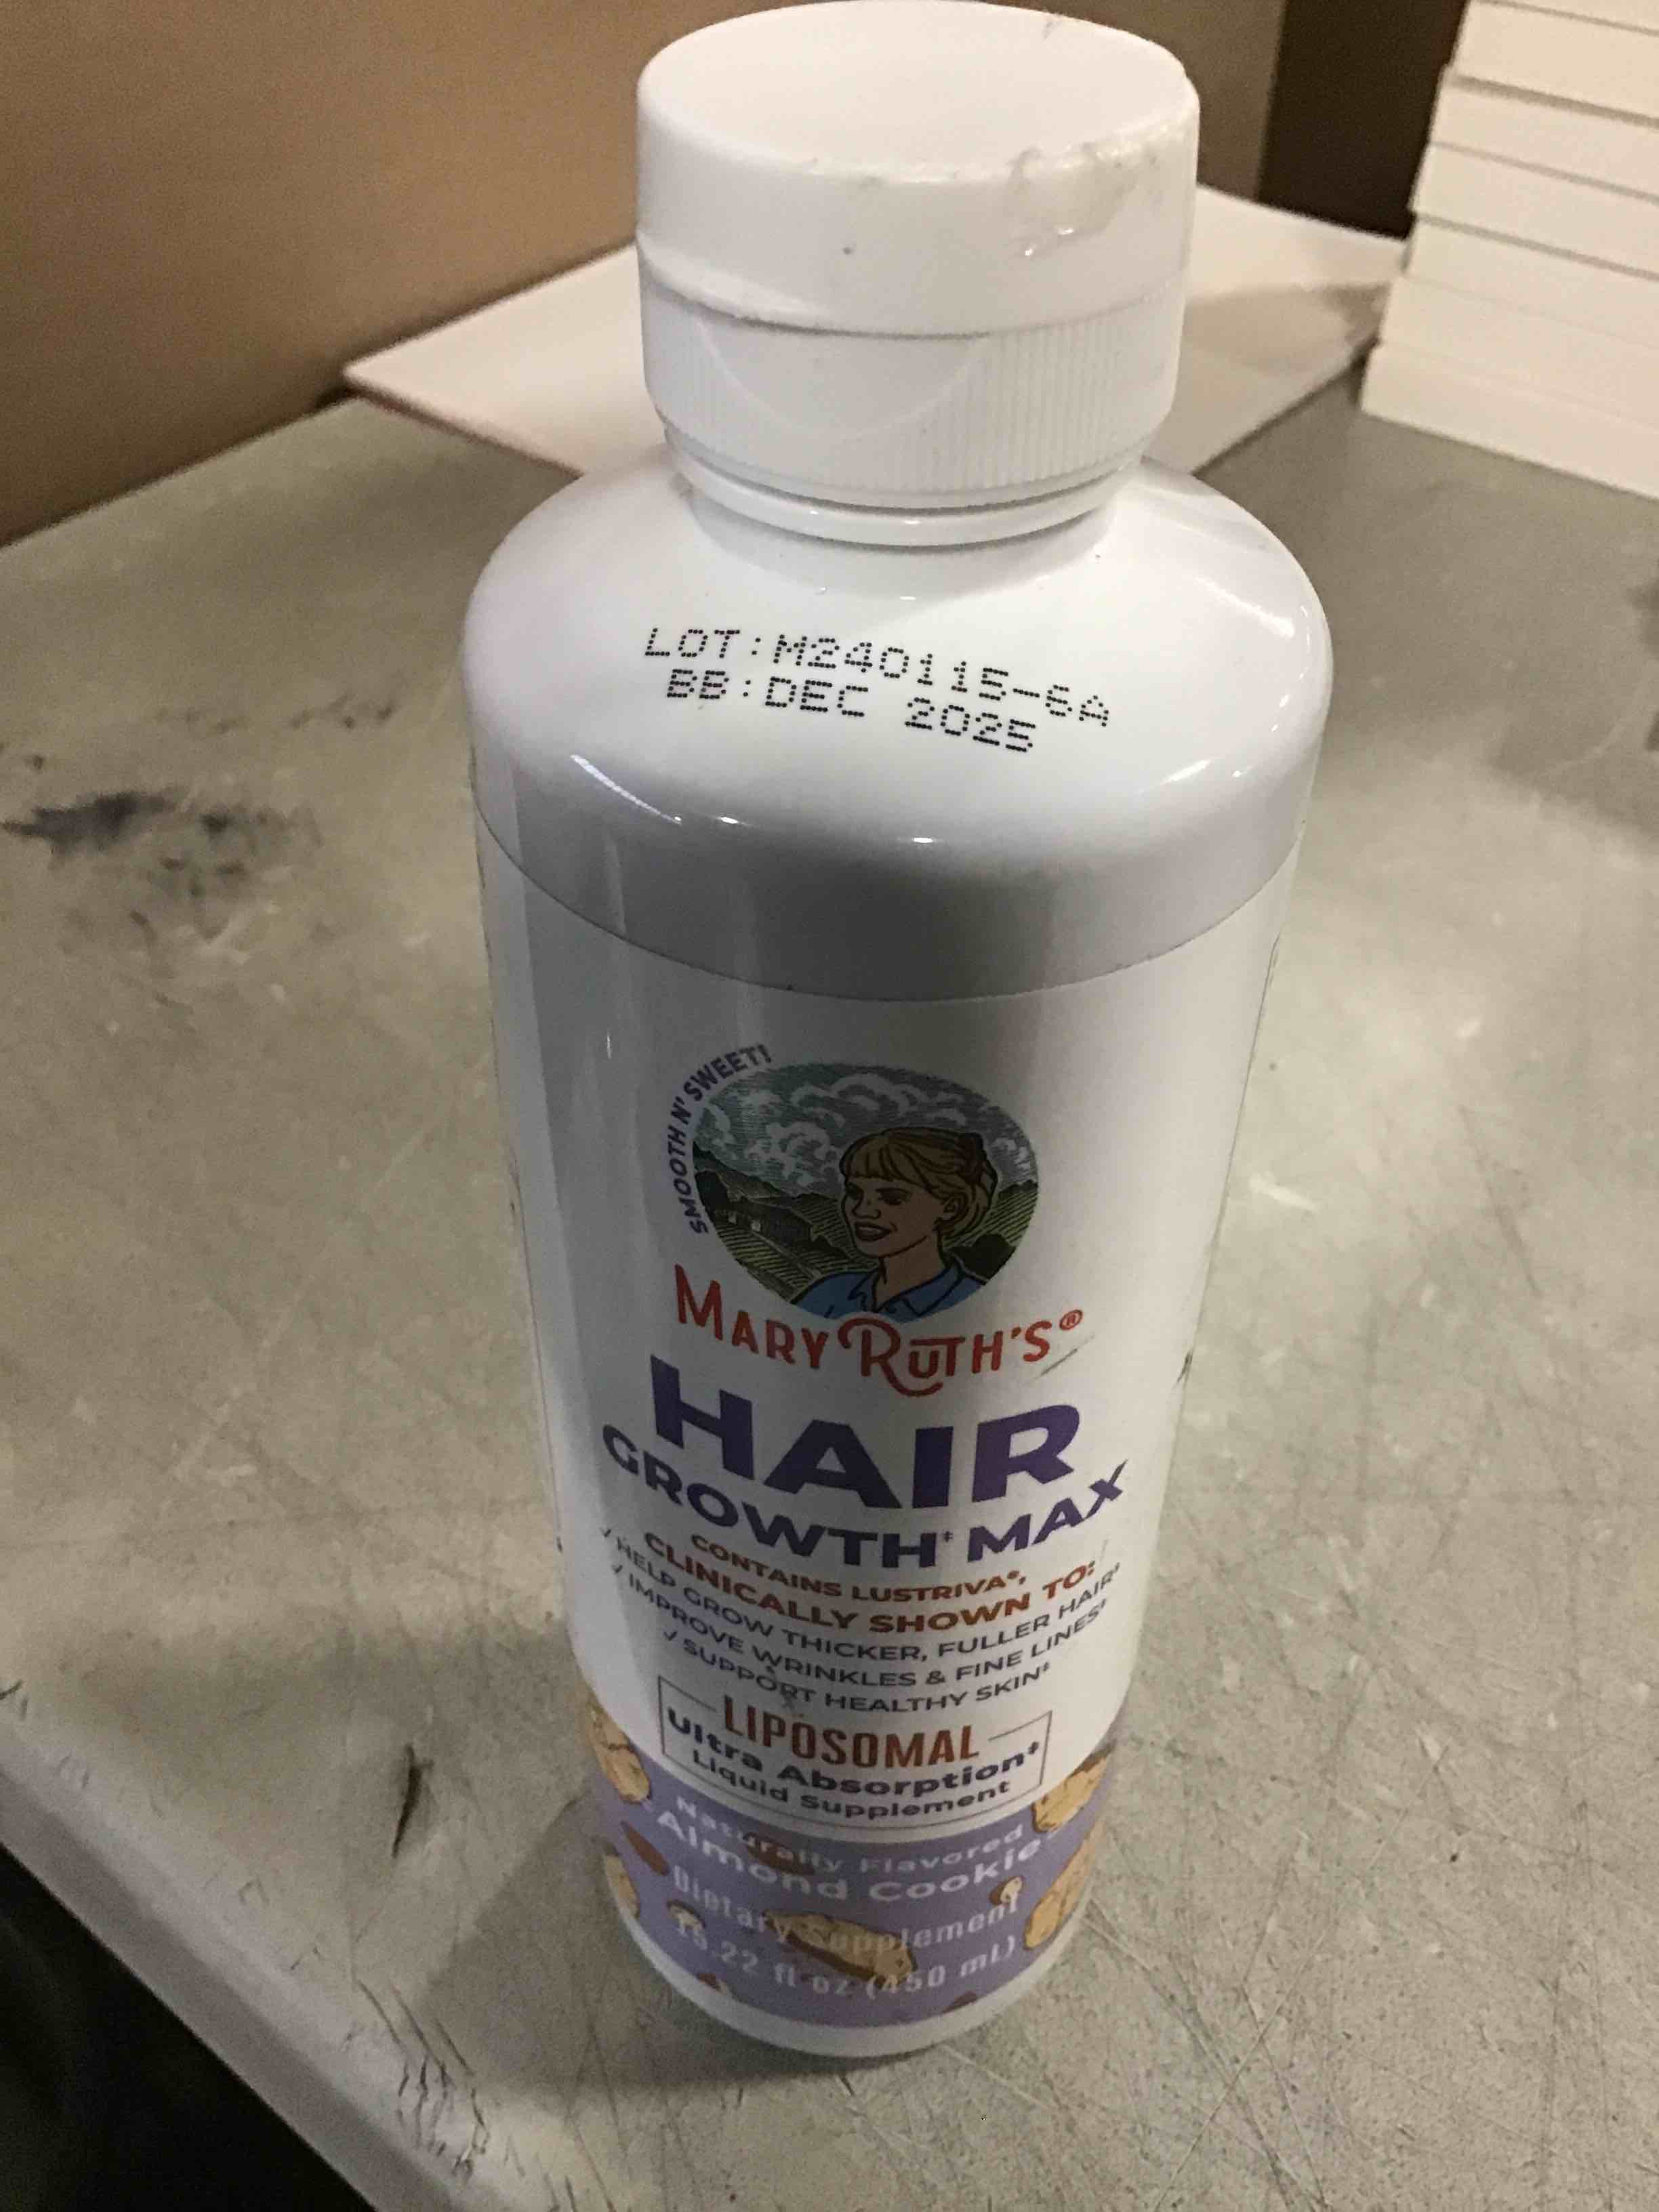 LOT:M240115-6A
BB:DEC 2025
SMOOTH N' SWEET!
MARYRUTH'S®
HAIR
GROWTH‡ MAX
CONTAINS LUSTRIVA®,
CLINICALLY SHOWN TO:
✓ HELP GROW THICKER, FULLER HAIR‡
✓ IMPROVE WRINKLES & FINE LINES‡
✓ SUPPORT HEALTHY SKIN‡
LIPOSOMAL
Ultra Absorption‡
Liquid Supplement
Naturally Flavored
Almond Cookie
Dietary Supplement
15.22 fl oz (450 mL)